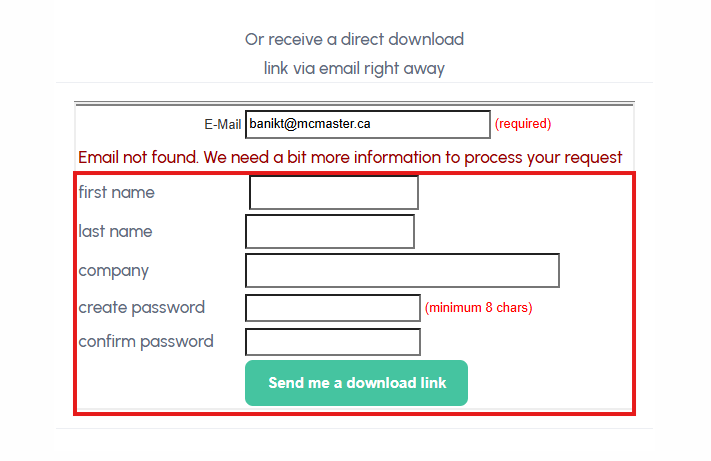 Or receive a direct download
link via email right away
E-Mail banikt@mcmaster.ca (required)
Email not found. We need a bit more information to process your request
first name
last name
company
create password (minimum 8 chars)
confirm password
Send me a download link